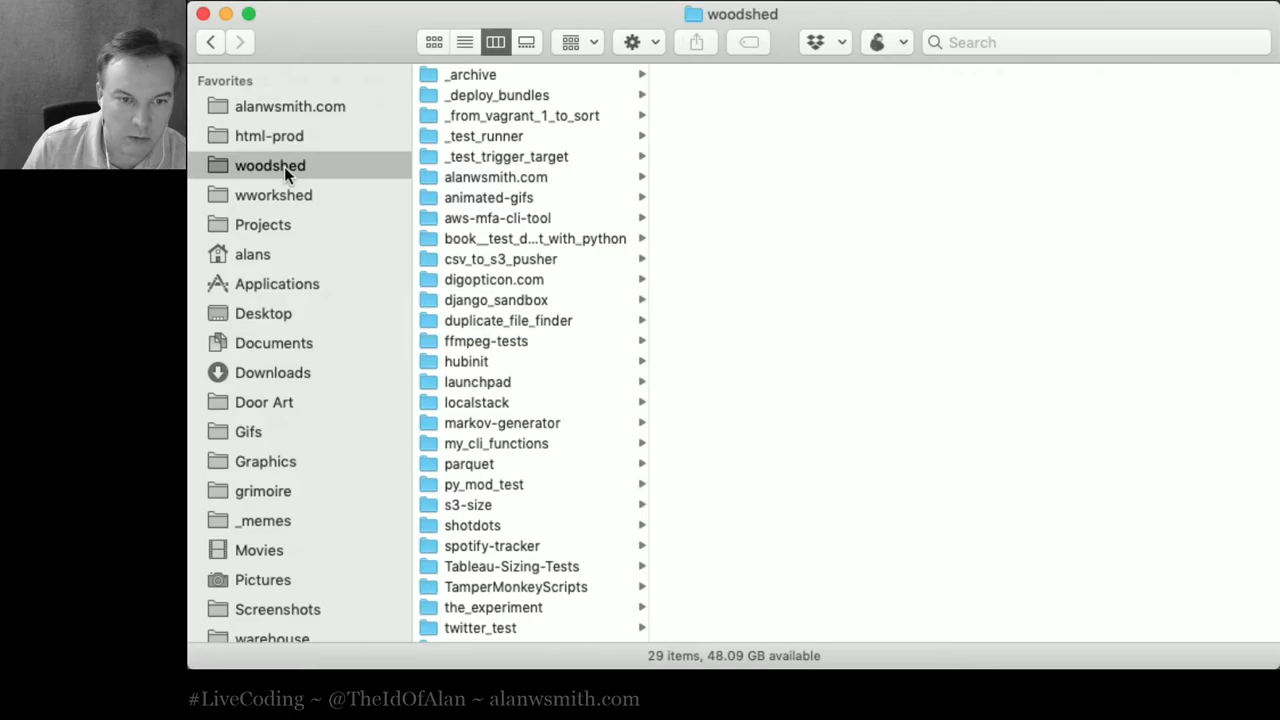 woodshed
Search
Favorites
alanwsmith.com
html-prod
woodshed
wworkshed
Projects
alans
Applications
Desktop
Documents
Downloads
Door Art
Gifs
Graphics
grimoire
_memes
Movies
Pictures
Screenshots
warehouse
_archive
_deploy_bundles
_from_vagrant_1_to_sort
_test_runner
_test_trigger_target
alanwsmith.com
animated-gifs
aws-mfa-cli-tool
book__test_d...t_with_python
csv_to_s3_pusher
digopticon.com
django_sandbox
duplicate_file_finder
ffmpeg-tests
hubinit
launchpad
localstack
markov-generator
my_cli_functions
parquet
py_mod_test
s3-size
shotdots
spotify-tracker
Tableau-Sizing-Tests
TamperMonkeyScripts
the_experiment
twitter_test
29 items, 48.09 GB available
#LiveCoding ~ @TheIdOfAlan ~ alanwsmith.com